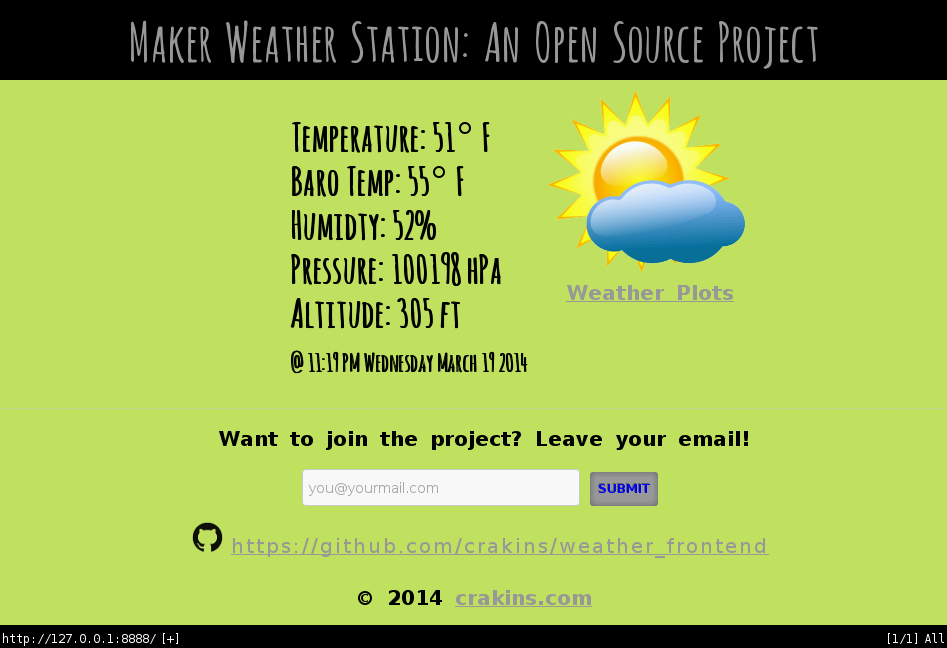 Maker Weather Station: An Open Source Project
Temperature: 51° F
Baro Temp: 55° F
Humidty: 52%
Pressure: 100198 hPa
Altitude: 305 ft
@ 11:19 PM Wednesday March 19 2014
Weather Plots
Want to join the project? Leave your email!
you@yourmail.com
SUBMIT
https://github.com/crakins/weather_frontend
© 2014 crakins.com
http://127.0.0.1:8888/ [+]
[1/1] All